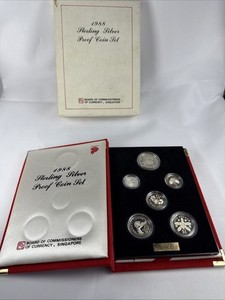 1988
Sterling Silver
Proof Coin Set
BOARD OF COMMISSIONERS
OF CURRENCY, SINGAPORE
1988
Sterling Silver
Proof Coin Set
BOARD OF COMMISSIONERS
OF CURRENCY, SINGAPORE